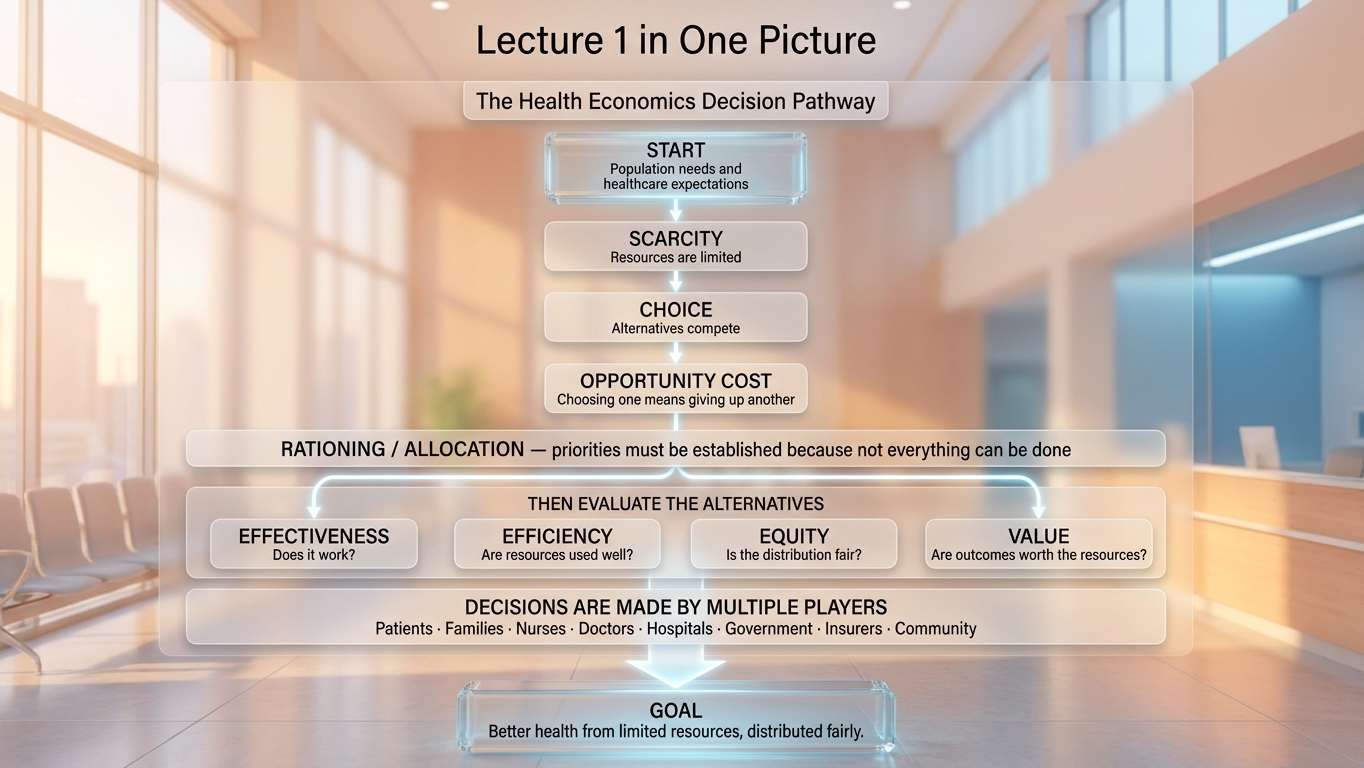 Lecture 1 in One Picture
The Health Economics Decision Pathway
START
Population needs and
healthcare expectations
SCARCITY
Resources are limited
CHOICE
Alternatives compete
OPPORTUNITY COST
Choosing one means giving up another
RATIONING / ALLOCATION — priorities must be established because not everything can be done
THEN EVALUATE THE ALTERNATIVES
EFFECTIVENESS
Does it work?
EFFICIENCY
Are resources used well?
EQUITY
Is the distribution fair?
VALUE
Are outcomes worth the resources?
DECISIONS ARE MADE BY MULTIPLE PLAYERS
Patients · Families · Nurses · Doctors · Hospitals · Government · Insurers · Community
GOAL
Better health from limited resources, distributed fairly.